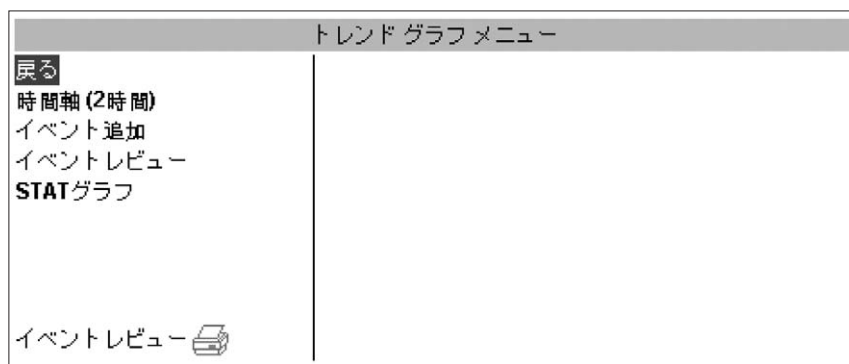 トレンド グラフ メニュー
戻る
時間軸 (2時間)
イベント追加
イベントレビュー
STATグラフ
イベントレビュー